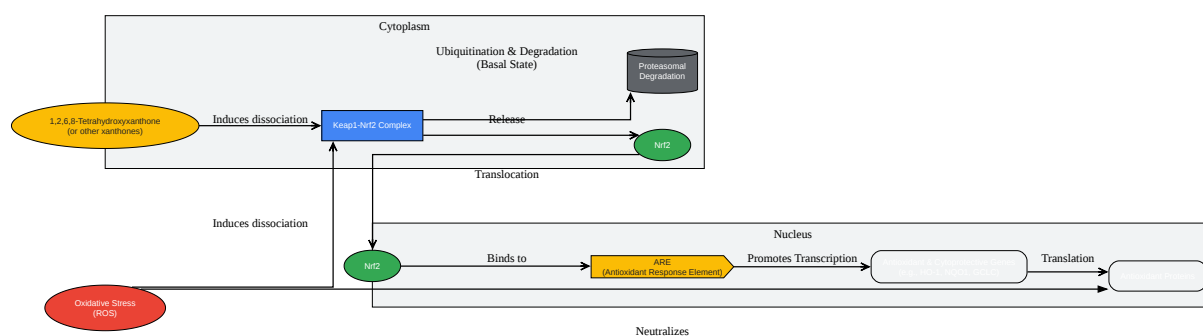 Cytoplasm
Ubiquitination & Degradation
(Basal State)
Proteasomal
Degradation
1,2,6,8-Tetrahydroxyxanthone
(or other xanthones)
Induces dissociation
Keap1-Nrf2 Complex
Release
Nrf2
Translocation
Induces dissociation
Nucleus
Nrf2
Binds to
ARE
(Antioxidant Response Element)
Promotes Transcription
Translation
Oxidative Stress
(ROS)
Neutralizes